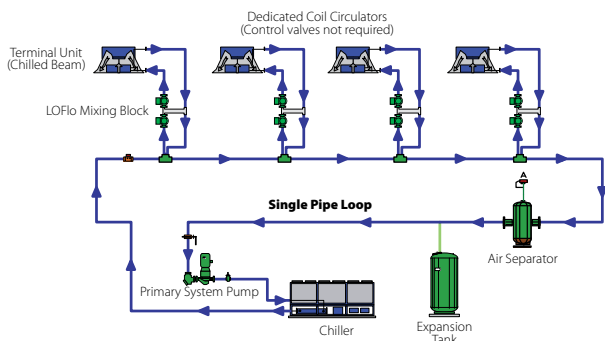 Dedicated Coil Circulators
(Control valves not required)
Terminal Unit
(Chilled Beam)
LOFlo Mixing Block
A
Single Pipe Loop
Air Separator
Primary System Pump
Chiller
Expansion
Tank